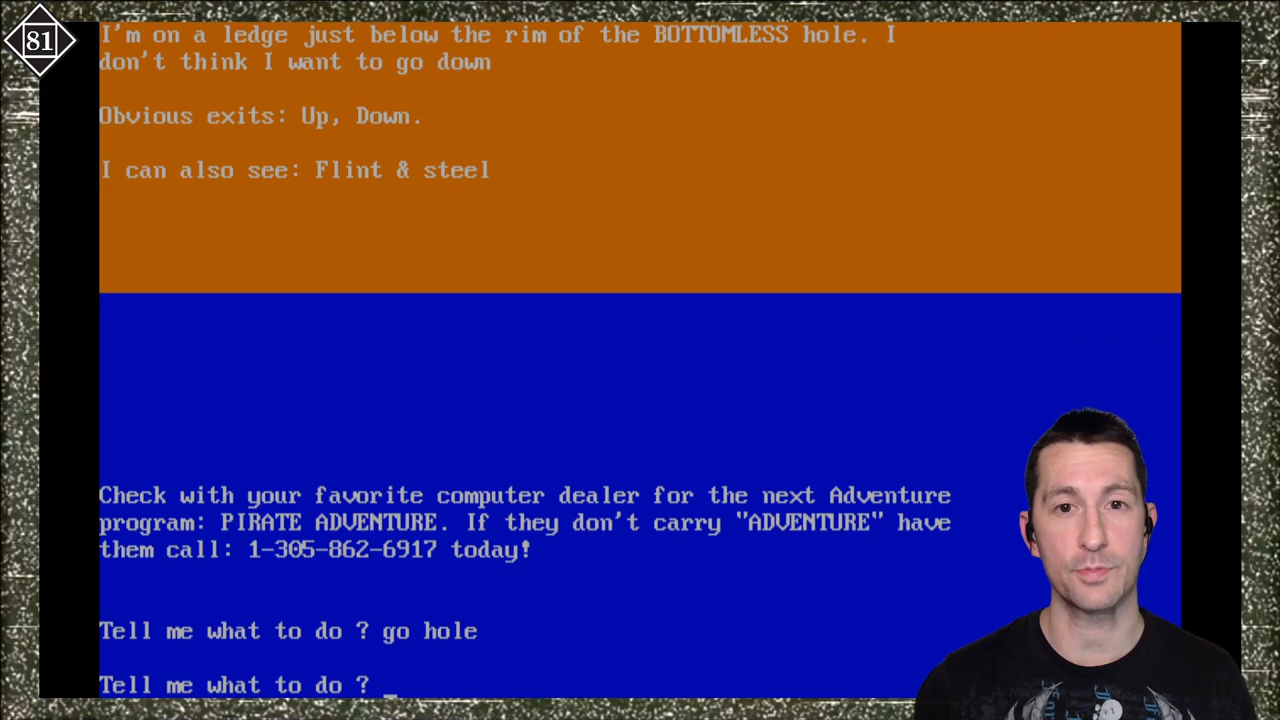 81
I'm on a ledge just below the rim of the BOTTOMLESS hole. I
don't think I want to go down
Obvious exits: Up, Down.
I can also see: Flint & steel
Check with your favorite computer dealer for the next Adventure
program: PIRATE ADVENTURE. If they don't carry "ADVENTURE" have
them call: 1-305-862-6917 today!
Tell me what to do ? go hole
Tell me what to do ? _